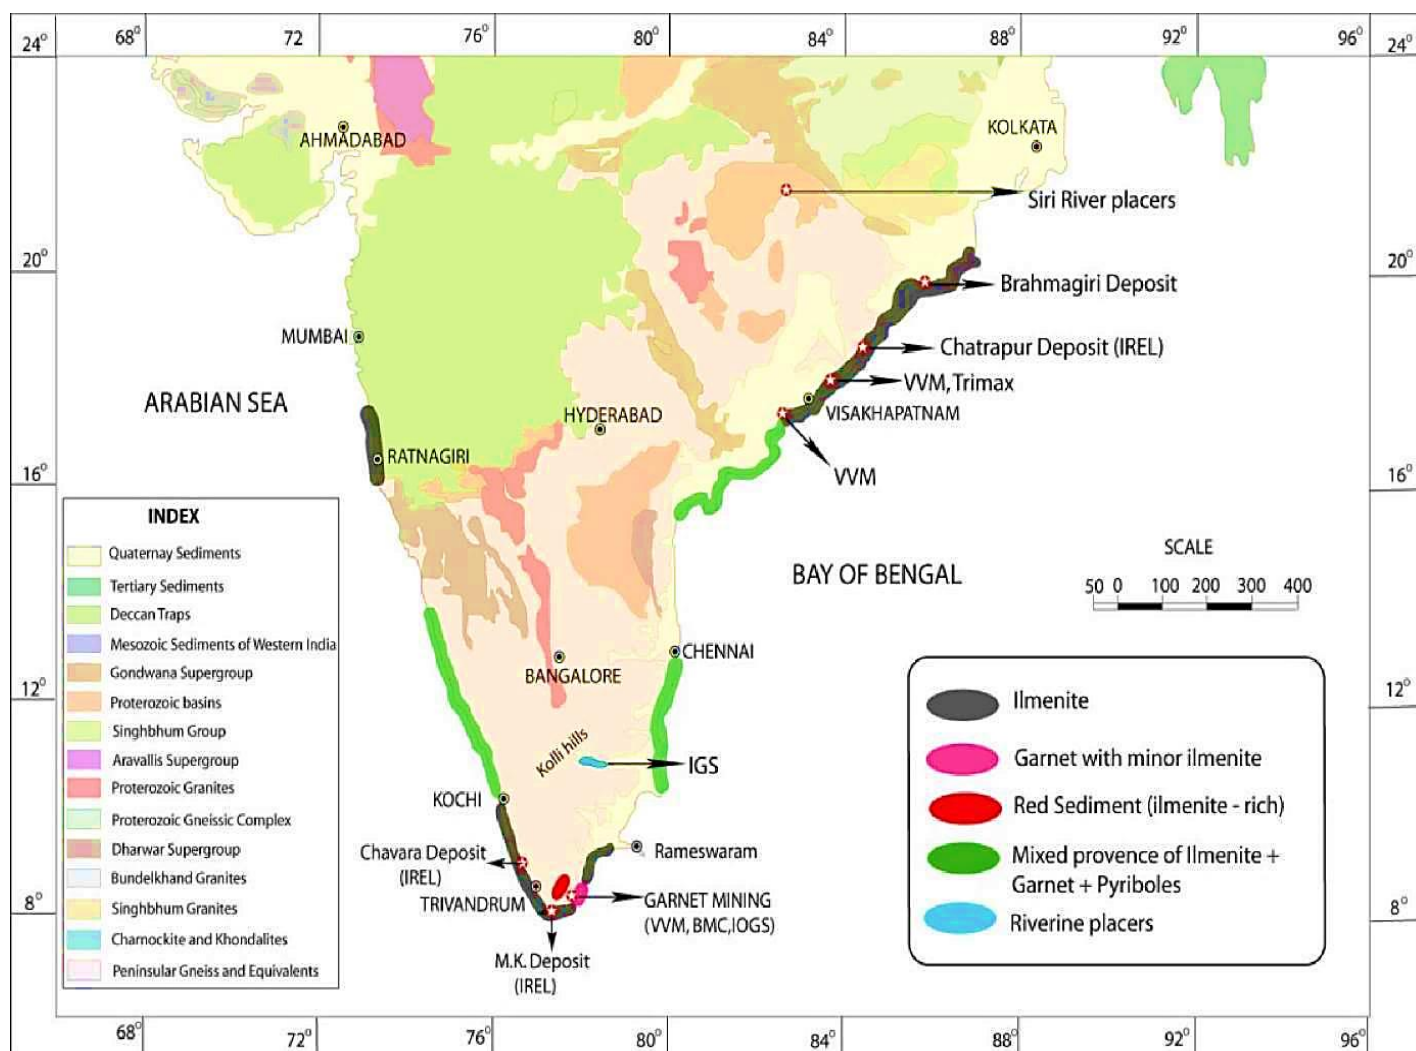 68° 72 76° 80° 84° 88° 92° 96°
24° 24°
KOLKATA
AHMADABAD
Siri River placers
20° 20°
Brahmagiri Deposit
MUMBAI
Chatrapur Deposit (IREL)
VVM, Trimax
ARABIAN SEA
HYDERABAD
VISAKHAPATNAM
RATNAGIRI
VVM
16° 16°
INDEX
Quaternay Sediments
Tertiary Sediments
Deccan Traps
Mesozoic Sediments of Western India
Gondwana Supergroup
Proterozoic basins
Singhbhum Group
Aravallis Supergroup
Proterozoic Granites
Proterozoic Gneissic Complex
Dharwar Supergroup
Bundelkhand Granites
Singhbhum Granites
Charnockite and Khondalites
Peninsular Gneiss and Equivalents
SCALE
50 0 100 200 300 400
BAY OF BENGAL
CHENNAI
BANGALORE
12° 12°
Kolli hills
IGS
KOCHI
Chavara Deposit
(IREL)
Rameswaram
TRIVANDRUM
GARNET MINING
(VVM, BMC,IOGS)
8° 8°
M.K. Deposit
(IREL)
Ilmenite
Garnet with minor ilmenite
Red Sediment (ilmenite - rich)
Mixed provence of Ilmenite +
Garnet + Pyriboles
Riverine placers
68° 72° 76° 80° 84° 88° 92° 96°